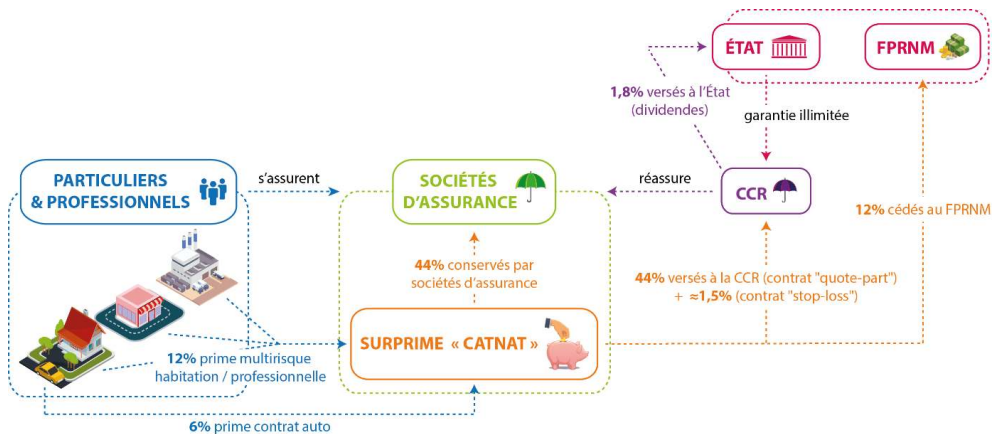 ÉTAT
FPRNM
1,8% versés à l'État
(dividendes)
garantie illimitée
PARTICULIERS
& PROFESSIONNELS
s'assurent
SOCIÉTÉS
D'ASSURANCE
réassure
CCR
12% cédés au FPRNM
44% conservés par
sociétés d'assurance
44% versés à la CCR (contrat "quote-part")
+ ≈1,5% (contrat "stop-loss")
SURPRIME « CATNAT »
12% prime multirisque
habitation / professionnelle
6% prime contrat auto